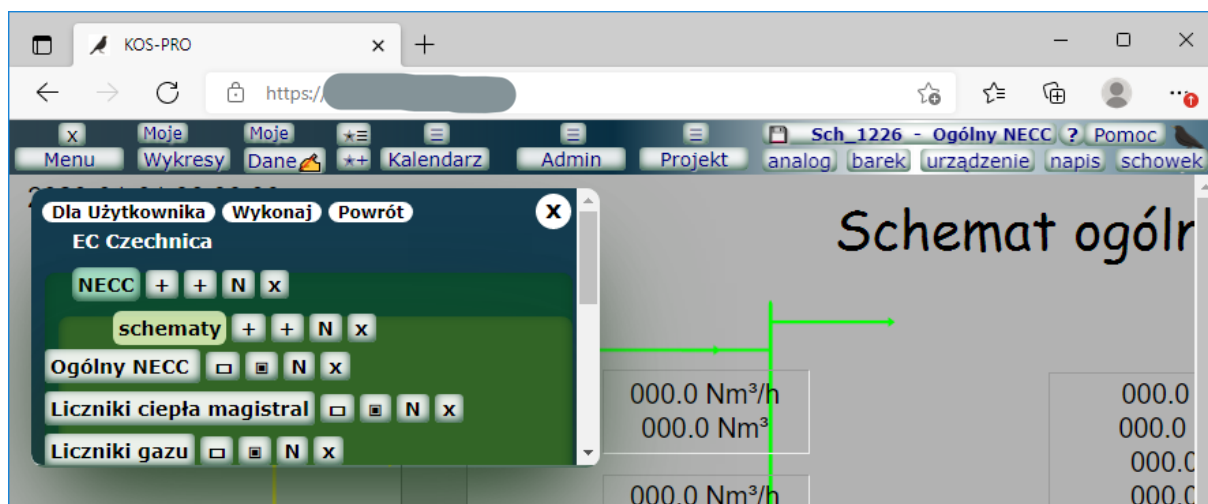 KOS-PRO
https://
x Moje Moje Sch_1226 - Ogólny NECC ? Pomoc
Menu Wykresy Dane Kalendarz Admin Projekt analog barek urządzenie napis schowek
Dla Użytkownika Wykonaj Powrót x
EC Czechnica
NECC + + N x
schematy + + N x
Ogólny NECC N x
Liczniki ciepła magistral N x
Liczniki gazu N x
Schemat ogólr
000.0 Nm³/h
000.0 Nm³
000.0 Nm³/h
000.0
000.0
000.0
000.0